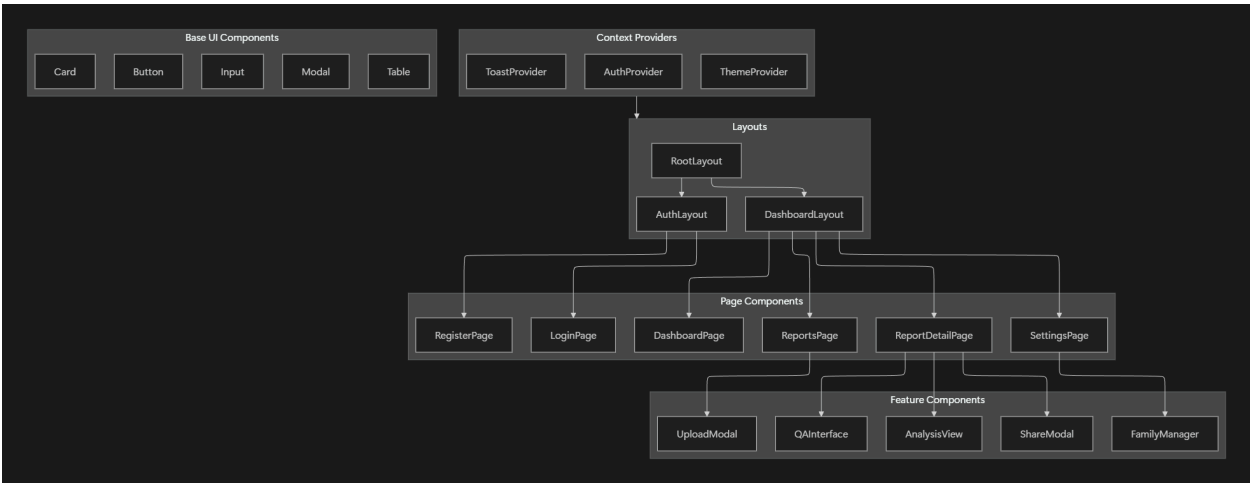 Base UI Components
Card
Button
Input
Modal
Table
Context Providers
ToastProvider
AuthProvider
ThemeProvider
Layouts
RootLayout
AuthLayout
DashboardLayout
Page Components
RegisterPage
LoginPage
DashboardPage
ReportsPage
ReportDetailPage
SettingsPage
Feature Components
UploadModal
QAInterface
AnalysisView
ShareModal
FamilyManager